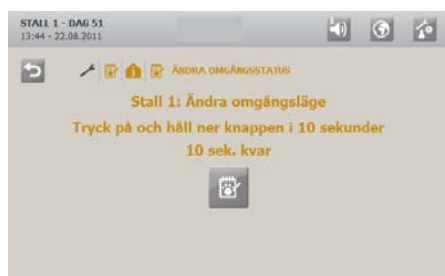 STALL 1 - DAG 51
13:44 - 22.08.2011
ÄNDRA OMGÅNGSSTATUS
Stall 1: Ändra omgångsläge
Tryck på och håll ner knappen i 10 sekunder
10 sek. kvar